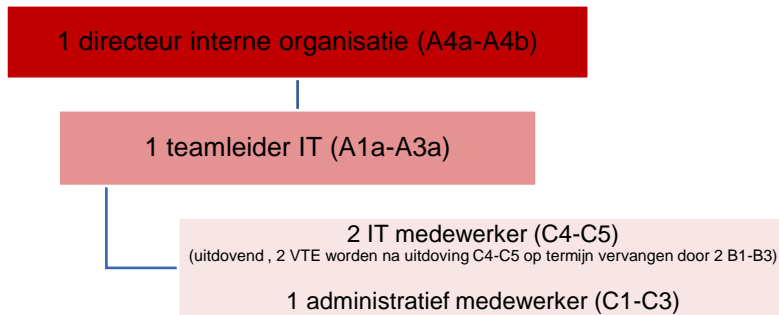 1 directeur interne organisatie (A4a-A4b)
1 teamleider IT (A1a-A3a)
2 IT medewerker (C4-C5)
(uitdovend , 2 VTE worden na uitdoving C4-C5 op termijn vervangen door 2 B1-B3)
1 administratief medewerker (C1-C3)